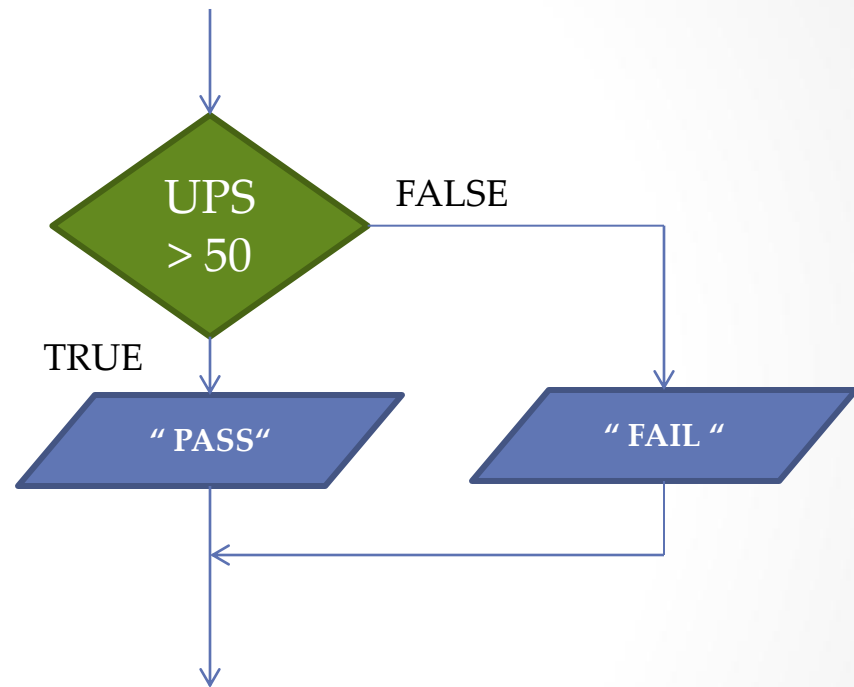 UPS
> 50
FALSE
TRUE
“ PASS“
“ FAIL “